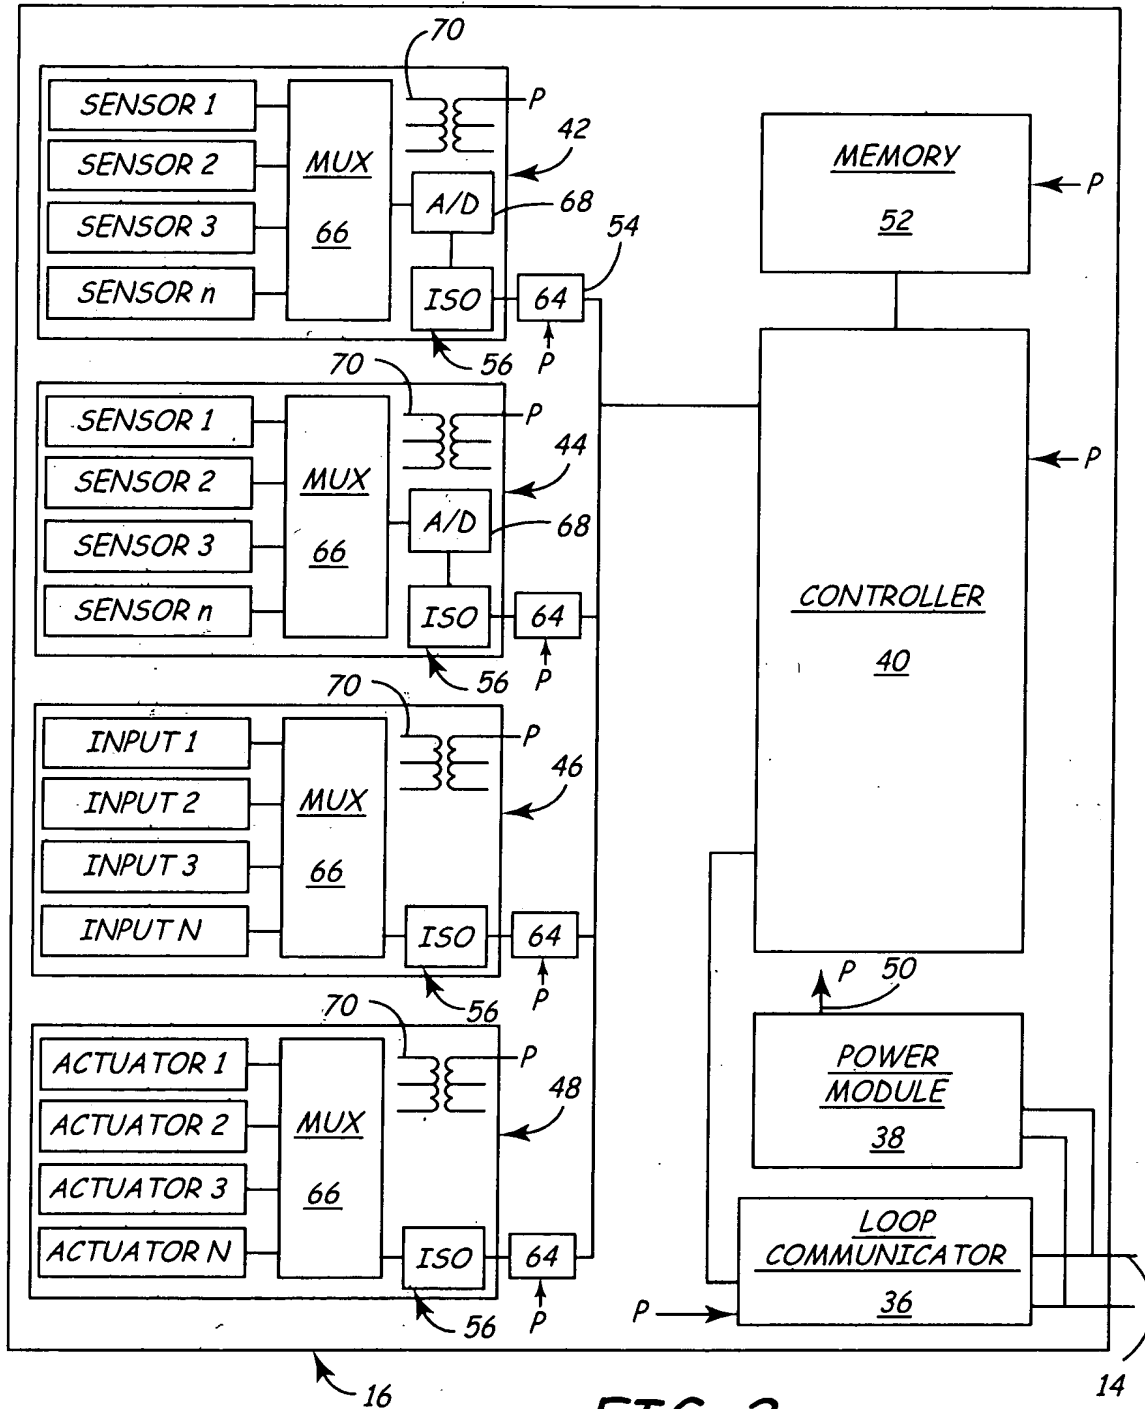 70
SENSOR 1
SENSOR 2
SENSOR 3
SENSOR n
MUX
66
P
42
A/D
68
ISO
56
54
64
P
70
SENSOR 1
SENSOR 2
SENSOR 3
SENSOR n
MUX
66
P
44
A/D
68
ISO
56
64
P
70
INPUT 1
INPUT 2
INPUT 3
INPUT N
MUX
66
P
46
ISO
56
64
P
70
ACTUATOR 1
ACTUATOR 2
ACTUATOR 3
ACTUATOR N
MUX
66
P
48
ISO
56
64
P
MEMORY
52
P
CONTROLLER
40
P
P
50
POWER
MODULE
38
LOOP
COMMUNICATOR
36
P
14
16